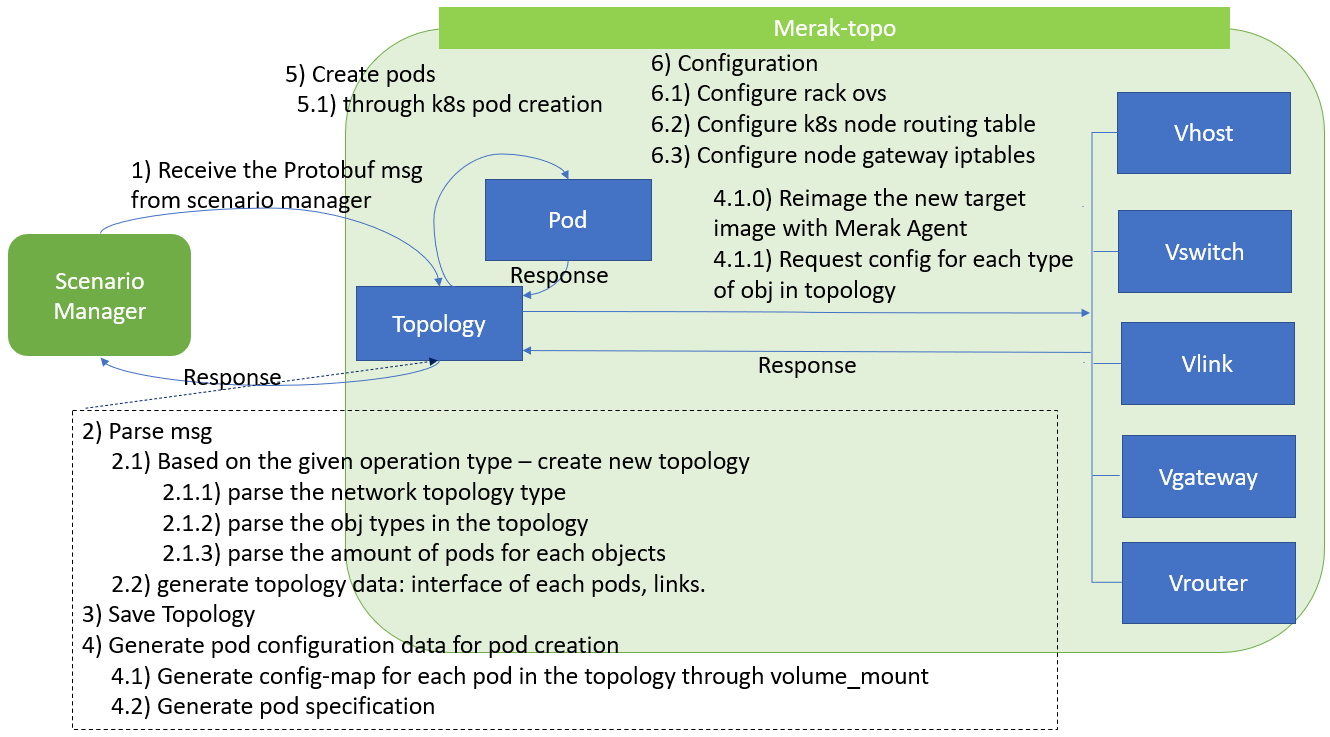 Merak-topo
5) Create pods
5.1) through k8s pod creation
6) Configuration
6.1) Configure rack ovs
6.2) Configure k8s node routing table
6.3) Configure node gateway iptables
Vhost
1) Receive the Protobuf msg
from scenario manager
Pod
4.1.0) Reimage the new target
image with Merak Agent
4.1.1) Request config for each type
of obj in topology
Vswitch
Scenario
Manager
Response
Topology
Response
Response
Vlink
Vgateway
Vrouter
2) Parse msg
2.1) Based on the given operation type – create new topology
2.1.1) parse the network topology type
2.1.2) parse the obj types in the topology
2.1.3) parse the amount of pods for each objects
2.2) generate topology data: interface of each pods, links.
3) Save Topology
4) Generate pod configuration data for pod creation
4.1) Generate config-map for each pod in the topology through volume_mount
4.2) Generate pod specification